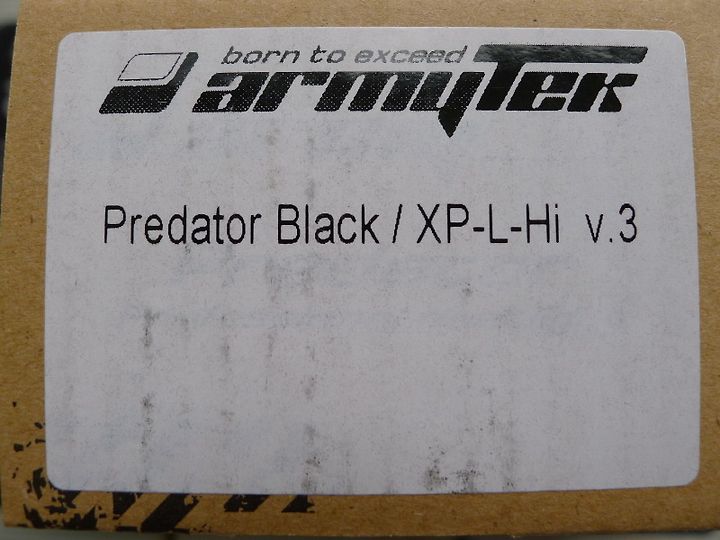 born to exceed
armyTek
Predator Black / XP-L-Hi v.3